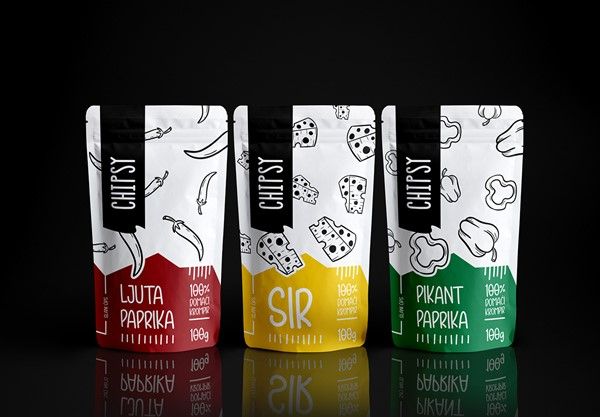 CHIPSY
LJUTA
PAPRIKA
100%
DOMAĆI
KROMPIR
100g
CHIPSY
SIR
100%
DOMAĆI
KROMPIR
100g
CHIPSY
PIKANT
PAPRIKA
100%
DOMAĆI
KROMPIR
100g